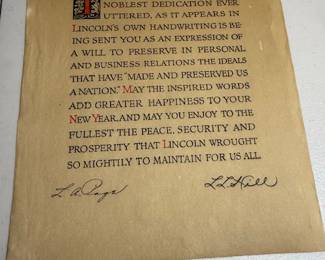 NOBLEST DEDICATION EVER
UTTERED, AS IT APPEARS IN
LINCOLN'S OWN HANDWRITING IS BE-
ING SENT YOU AS AN EXPRESSION OF
A WILL TO PRESERVE IN PERSONAL
AND BUSINESS RELATIONS THE IDEALS
THAT HAVE "MADE AND PRESERVED US
A NATION." MAY THE INSPIRED WORDS
ADD GREATER HAPPINESS TO YOUR
NEW YEAR, AND MAY YOU ENJOY TO THE
FULLEST THE PEACE, SECURITY AND
PROSPERITY THAT LINCOLN WROUGHT
SO MIGHTILY TO MAINTAIN FOR US ALL.
L. A. Page
L L Hill